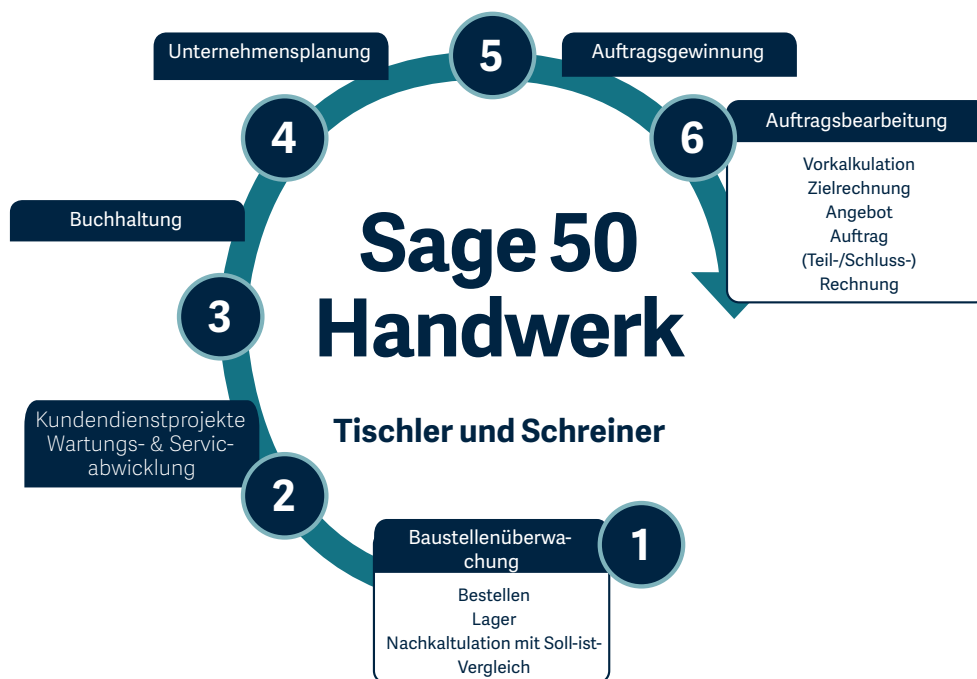 Unternehmensplanung
5
Auftragsgewinnung
4
6
Auftragsbearbeitung
Vorkalkulation
Zielrechnung
Angebot
Auftrag
(Teil-/Schluss-)
Rechnung
Buchhaltung
3
Sage 50
Handwerk
Tischler und Schreiner
Kundendienstprojekte
Wartungs- & Servic-
abwicklung
2
Baustellenüberwa-
chung
1
Bestellen
Lager
Nachkaltulation mit Soll-ist-
Vergleich